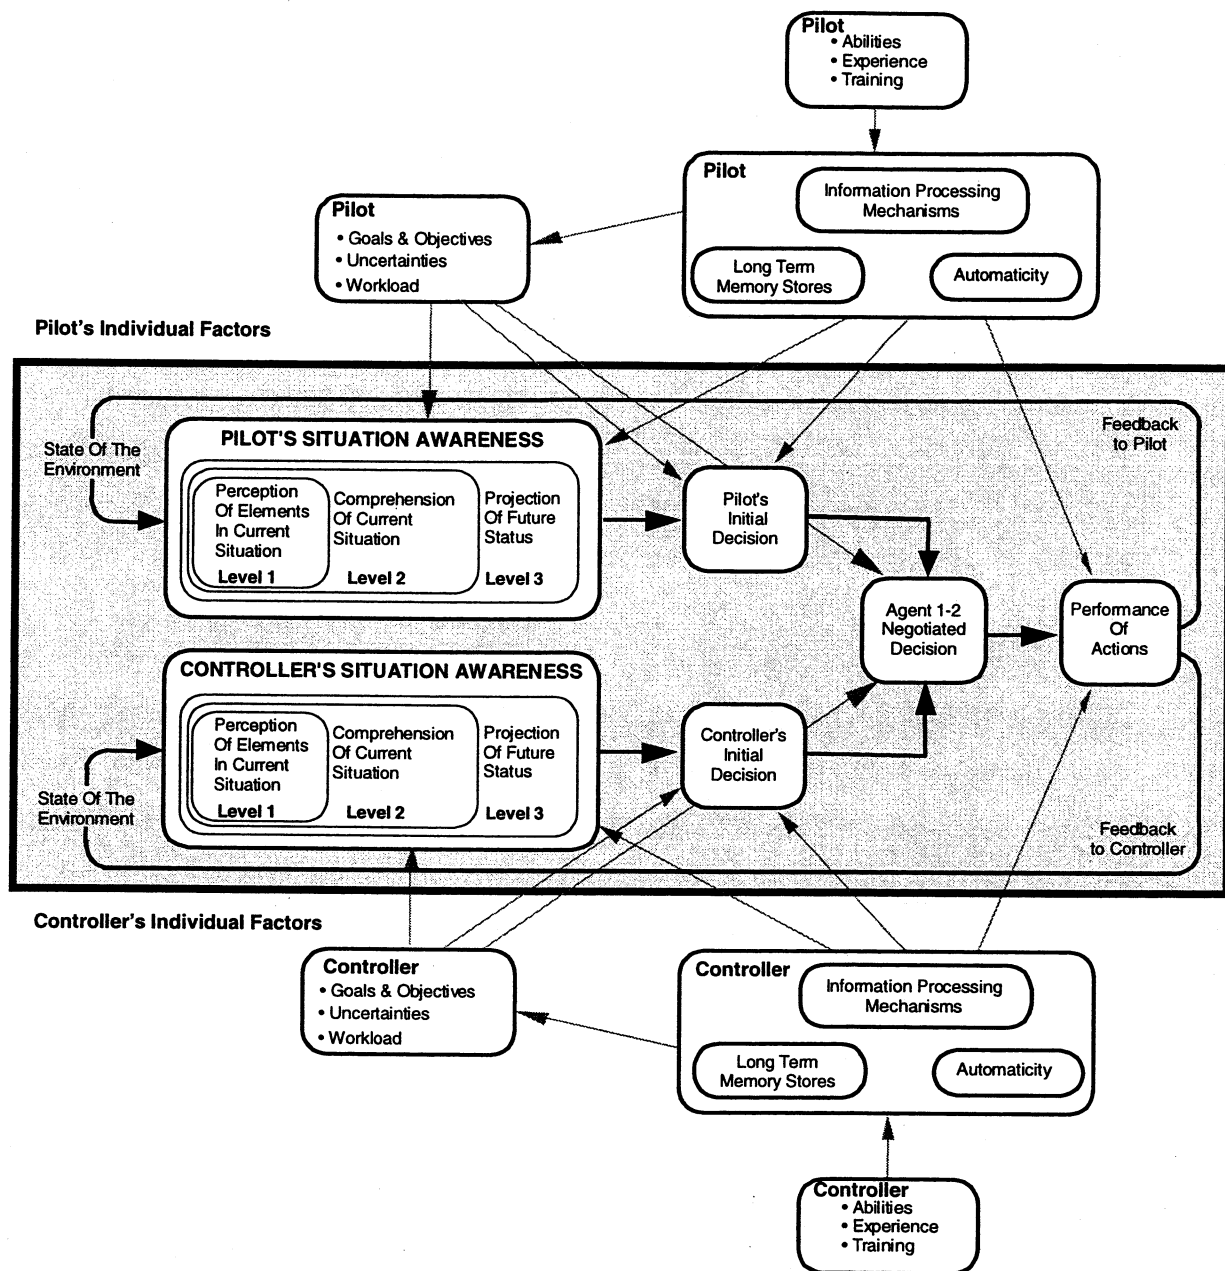 Pilot
• Abilities
• Experience
• Training
Pilot
Information Processing
Mechanisms
Long Term
Memory Stores
Automaticity
Pilot
• Goals & Objectives
• Uncertainties
• Workload
Pilot's Individual Factors
Feedback
to Pilot
State Of The
Environment
PILOT'S SITUATION AWARENESS
Perception
Of Elements
In Current
Situation
Level 1
Comprehension
Of Current
Situation
Level 2
Projection
Of Future
Status
Level 3
Pilot's
Initial
Decision
Agent 1-2
Negotiated
Decision
Performance
Of
Actions
CONTROLLER'S SITUATION AWARENESS
Perception
Of Elements
In Current
Situation
Level 1
Comprehension
Of Current
Situation
Level 2
Projection
Of Future
Status
Level 3
Controller's
Initial
Decision
State Of The
Environment
Feedback
to Controller
Controller's Individual Factors
Controller
• Goals & Objectives
• Uncertainties
• Workload
Controller
Information Processing
Mechanisms
Long Term
Memory Stores
Automaticity
Controller
• Abilities
• Experience
• Training